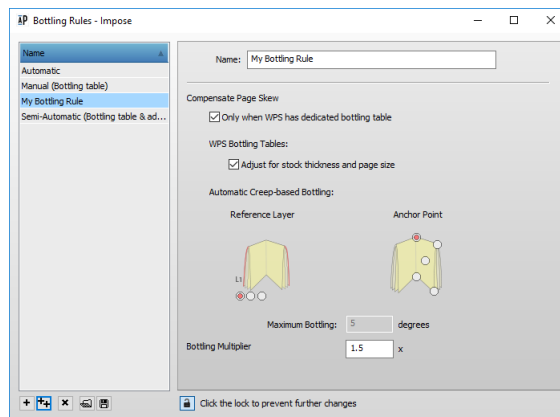 AP Bottling Rules - Impose
Name
Automatic
Manual (Bottling table)
My Bottling Rule
Semi-Automatic (Bottling table & ad...
Name: My Bottling Rule
Compensate Page Skew
Only when WPS has dedicated bottling table
WPS Bottling Tables:
Adjust for stock thickness and page size
Automatic Creep-based Bottling:
Reference Layer Anchor Point
L1
Maximum Bottling: 5 degrees
Bottling Multiplier 1.5 x
Click the lock to prevent further changes